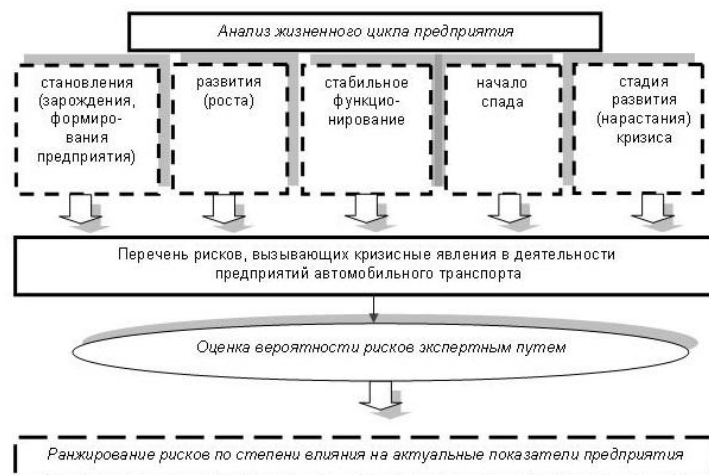 Анализ жизненного цикла предприятия
становления
(зарождения,
формиро-
вания
предприятия)
развития
(роста)
стабильное
функцио-
нирование
начало
спада
стадия
развития
(нарастания)
кризиса
Перечень рисков, вызывающих кризисные явления в деятельности
предприятий автомобильного транспорта
Оценка вероятности рисков экспертным путем
Ранжирование рисков по степени влияния на актуальные показатели предприятия